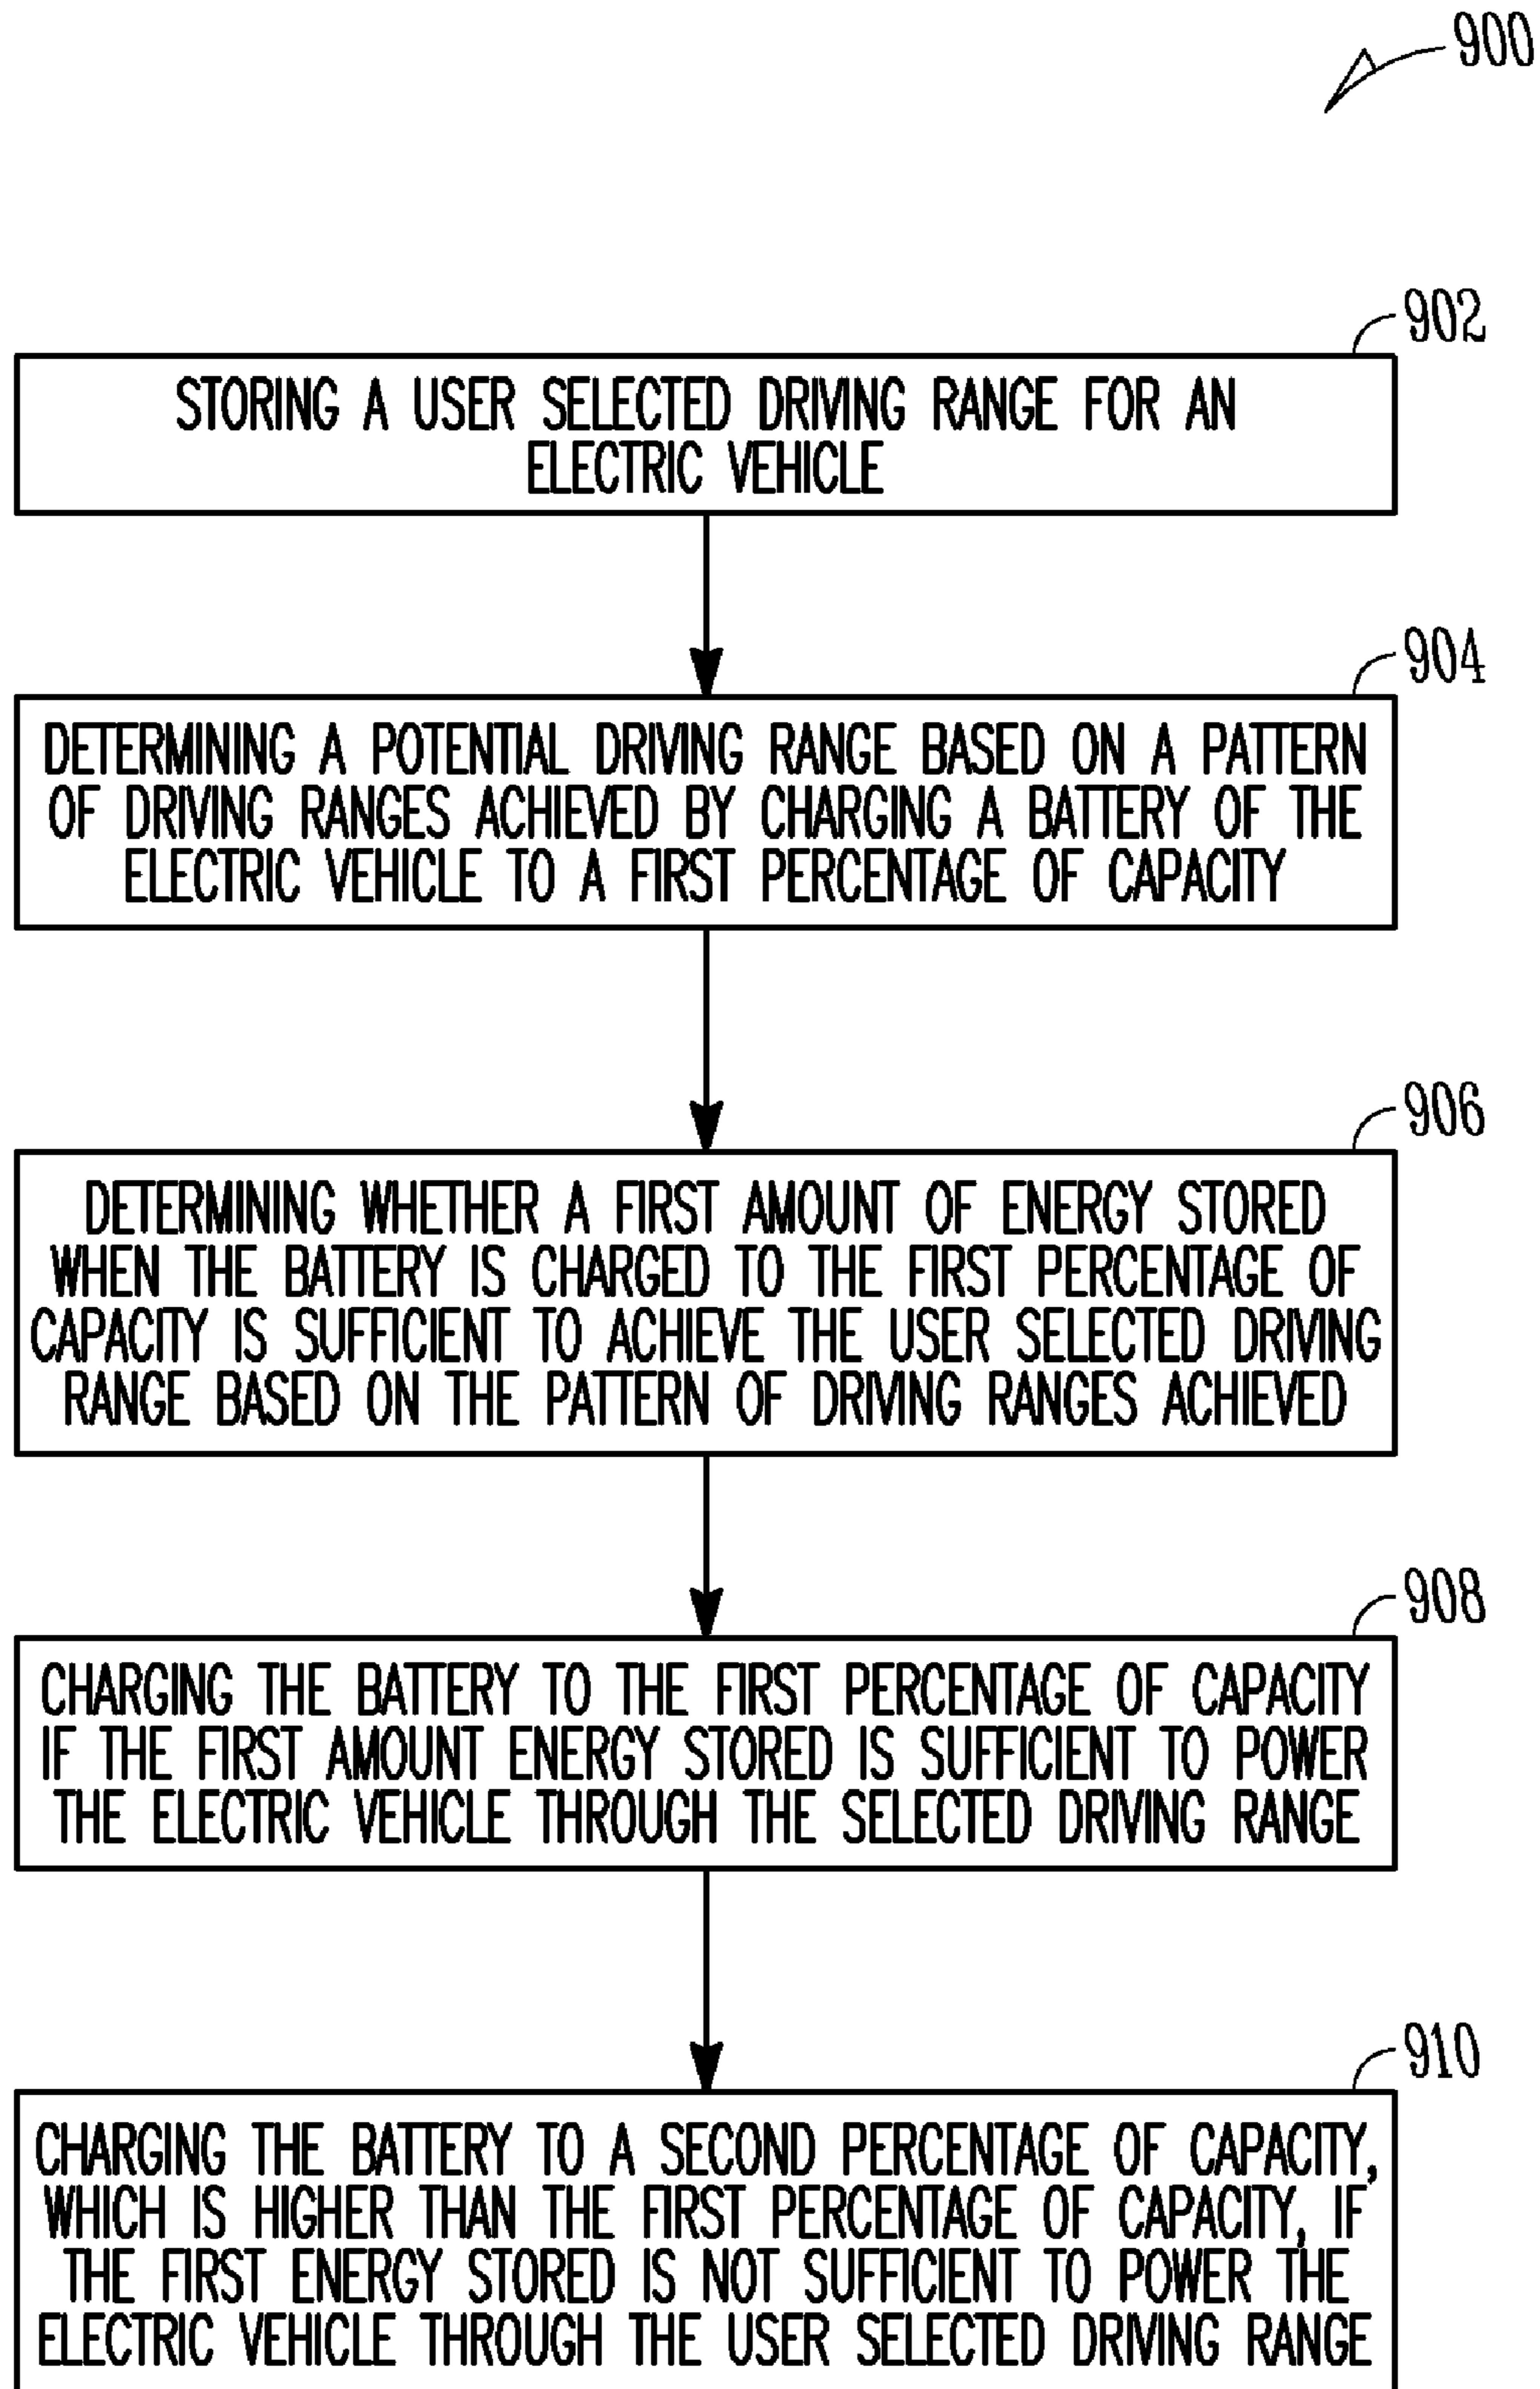 900
902
STORING A USER SELECTED DRIVING RANGE FOR AN
ELECTRIC VEHICLE
904
DETERMINING A POTENTIAL DRIVING RANGE BASED ON A PATTERN
OF DRIVING RANGES ACHIEVED BY CHARGING A BATTERY OF THE
ELECTRIC VEHICLE TO A FIRST PERCENTAGE OF CAPACITY
906
DETERMINING WHETHER A FIRST AMOUNT OF ENERGY STORED
WHEN THE BATTERY IS CHARGED TO THE FIRST PERCENTAGE OF
CAPACITY IS SUFFICIENT TO ACHIEVE THE USER SELECTED DRIVING
RANGE BASED ON THE PATTERN OF DRIVING RANGES ACHIEVED
908
CHARGING THE BATTERY TO THE FIRST PERCENTAGE OF CAPACITY
IF THE FIRST AMOUNT ENERGY STORED IS SUFFICIENT TO POWER
THE ELECTRIC VEHICLE THROUGH THE SELECTED DRIVING RANGE
910
CHARGING THE BATTERY TO A SECOND PERCENTAGE OF CAPACITY,
WHICH IS HIGHER THAN THE FIRST PERCENTAGE OF CAPACITY, IF
THE FIRST ENERGY STORED IS NOT SUFFICIENT TO POWER THE
ELECTRIC VEHICLE THROUGH THE USER SELECTED DRIVING RANGE